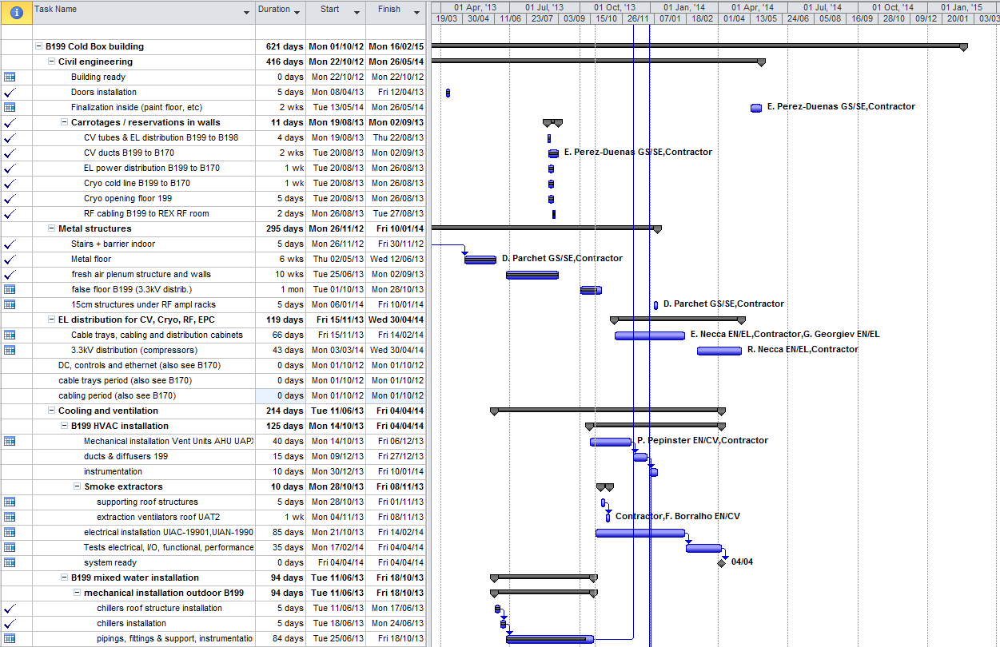 Task Name Duration Start Finish 01 Apr, '13 01 Jul, '13 01 Oct, '13 01 Jan, '14 01 Apr, '14 01 Jul, '14 01 Oct, '14 01 Jan, '15
19/03 30/04 11/06 23/07 03/09 15/10 26/11 07/01 18/02 01/04 13/05 24/06 05/08 16/09 28/10 09/12 20/01 03/03
B199 Cold Box building 621 days Mon 01/10/12 Mon 16/02/15
Civil engineering 416 days Mon 22/10/12 Mon 26/05/14
Building ready 0 days Mon 22/10/12 Mon 22/10/12
Doors installation 5 days Mon 08/04/13 Fri 12/04/13
Finalization inside (paint floor, etc) 2 wks Tue 13/05/14 Mon 26/05/14 E. Perez-Duenas GS/SE,Contractor
Carrotages / reservations in walls 11 days Mon 19/08/13 Mon 02/09/13
CV tubes & EL distribution B199 to B198 4 days Mon 19/08/13 Thu 22/08/13
CV ducts B199 to B170 2 wks Tue 20/08/13 Mon 02/09/13 E. Perez-Duenas GS/SE,Contractor
EL power distribution B199 to B170 1 wk Tue 20/08/13 Mon 26/08/13
Cryo cold line B199 to B170 1 wk Tue 20/08/13 Mon 26/08/13
Cryo opening floor 199 5 days Tue 20/08/13 Mon 26/08/13
RF cabling B199 to REX RF room 2 days Mon 26/08/13 Tue 27/08/13
Metal structures 295 days Mon 26/11/12 Fri 10/01/14
Stairs + barrier indoor 5 days Mon 26/11/12 Fri 30/11/12
Metal floor 6 wks Thu 02/05/13 Wed 12/06/13 D. Parchet GS/SE,Contractor
fresh air plenum structure and walls 10 wks Tue 25/06/13 Mon 02/09/13
false floor B199 (3.3kV distrib.) 1 mon Tue 01/10/13 Mon 28/10/13
15cm structures under RF ampl racks 5 days Mon 06/01/14 Fri 10/01/14 D. Parchet GS/SE,Contractor
EL distribution for CV, Cryo, RF, EPC 119 days Fri 15/11/13 Wed 30/04/14
Cable trays, cabling and distribution cabinets 66 days Fri 15/11/13 Fri 14/02/14 E. Necca EN/EL,Contractor,G. Georgiev EN/EL
3.3kV distribution (compressors) 43 days Mon 03/03/14 Wed 30/04/14 R. Necca EN/EL,Contractor
DC, controls and ethernet (also see B170) 0 days Mon 01/10/12 Mon 01/10/12
cable trays period (also see B170) 0 days Mon 01/10/12 Mon 01/10/12
cabling period (also see B170) 0 days Mon 01/10/12 Mon 01/10/12
Cooling and ventilation 214 days Tue 11/06/13 Fri 04/04/14
B199 HVAC installation 125 days Mon 14/10/13 Fri 04/04/14
Mechanical installation Vent Units AHU UAPX 40 days Mon 14/10/13 Fri 06/12/13 P. Pepinster EN/CV,Contractor
ducts & diffusers 199 15 days Mon 09/12/13 Fri 27/12/13
instrumentation 10 days Mon 30/12/13 Fri 10/01/14
Smoke extractors 10 days Mon 28/10/13 Fri 08/11/13
supporting roof structures 5 days Mon 28/10/13 Fri 01/11/13
extraction ventilators roof UAT2 1 wk Mon 04/11/13 Fri 08/11/13 Contractor,F. Borralho EN/CV
electrical installation UIAC-19901,UIAN-1990 85 days Mon 21/10/13 Fri 14/02/14
Tests electrical, I/O, functional, performance 35 days Mon 17/02/14 Fri 04/04/14
system ready 0 days Fri 04/04/14 Fri 04/04/14 04/04
B199 mixed water installation 94 days Tue 11/06/13 Fri 18/10/13
mechanical installation outdoor B199 94 days Tue 11/06/13 Fri 18/10/13
chillers roof structure installation 5 days Tue 11/06/13 Mon 17/06/13
chillers installation 5 days Tue 18/06/13 Mon 24/06/13
pipings, fittings & support, instrumentatio 84 days Tue 25/06/13 Fri 18/10/13